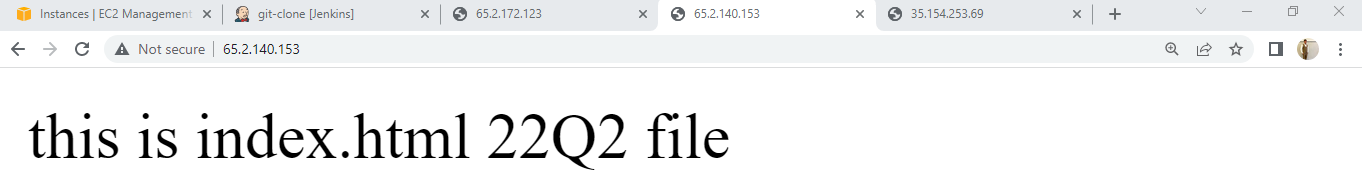 Instances | EC2 Management
git-clone [Jenkins]
65.2.172.123
65.2.140.153
35.154.253.69
Not secure
65.2.140.153
this is index.html 22Q2 file